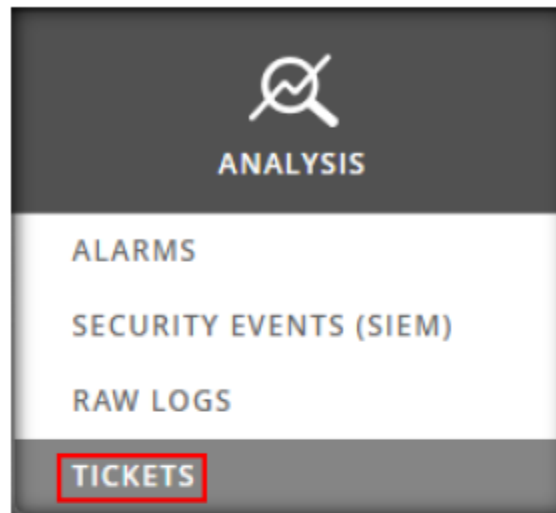 ANALYSIS
ALARMS
SECURITY EVENTS (SIEM)
RAW LOGS
TICKETS